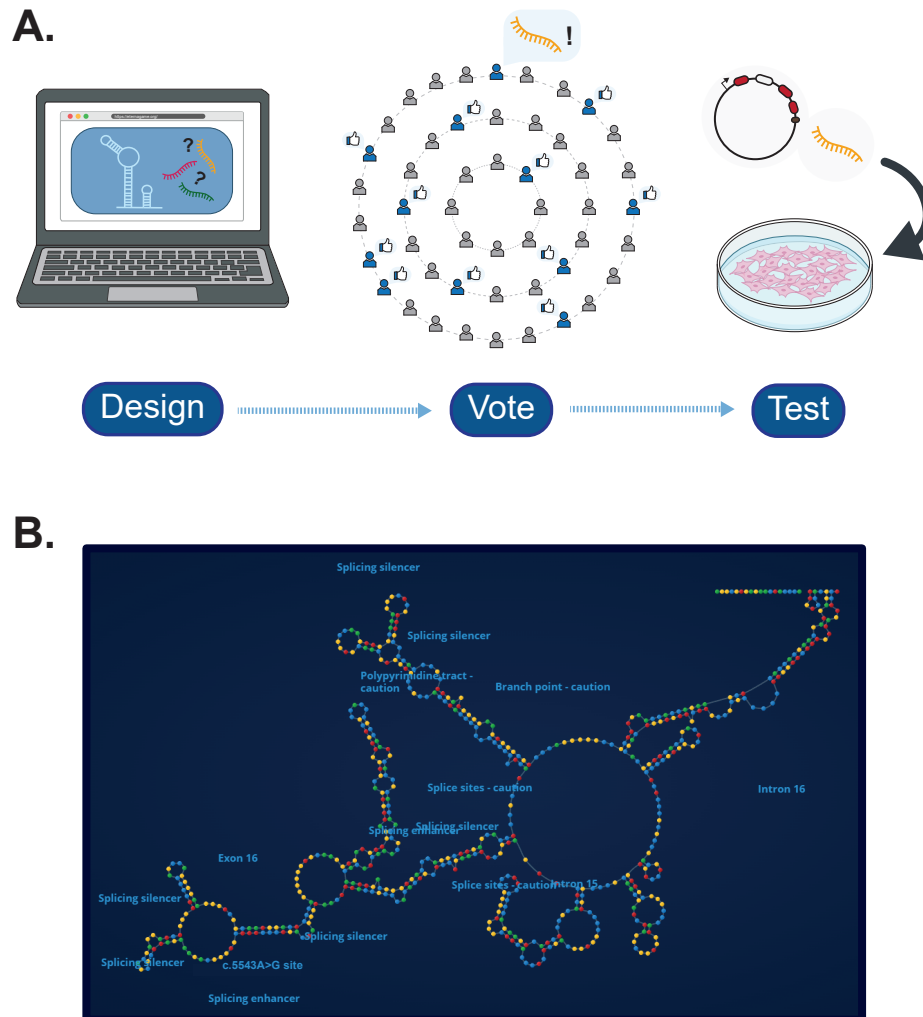 A.
!
?
?
Design
Vote
Test
B.
Splicing silencer
Splicing silencer
Polypyrimidine tract -
caution
Branch point - caution
Splice sites - caution
Intron 16
Splicing enhancer
Splicing silencer
Exon 16
Splice sites - caution
Intron 15
Splicing silencer
Splicing silencer
Splicing silencer
c.5543A>G site
Splicing enhancer